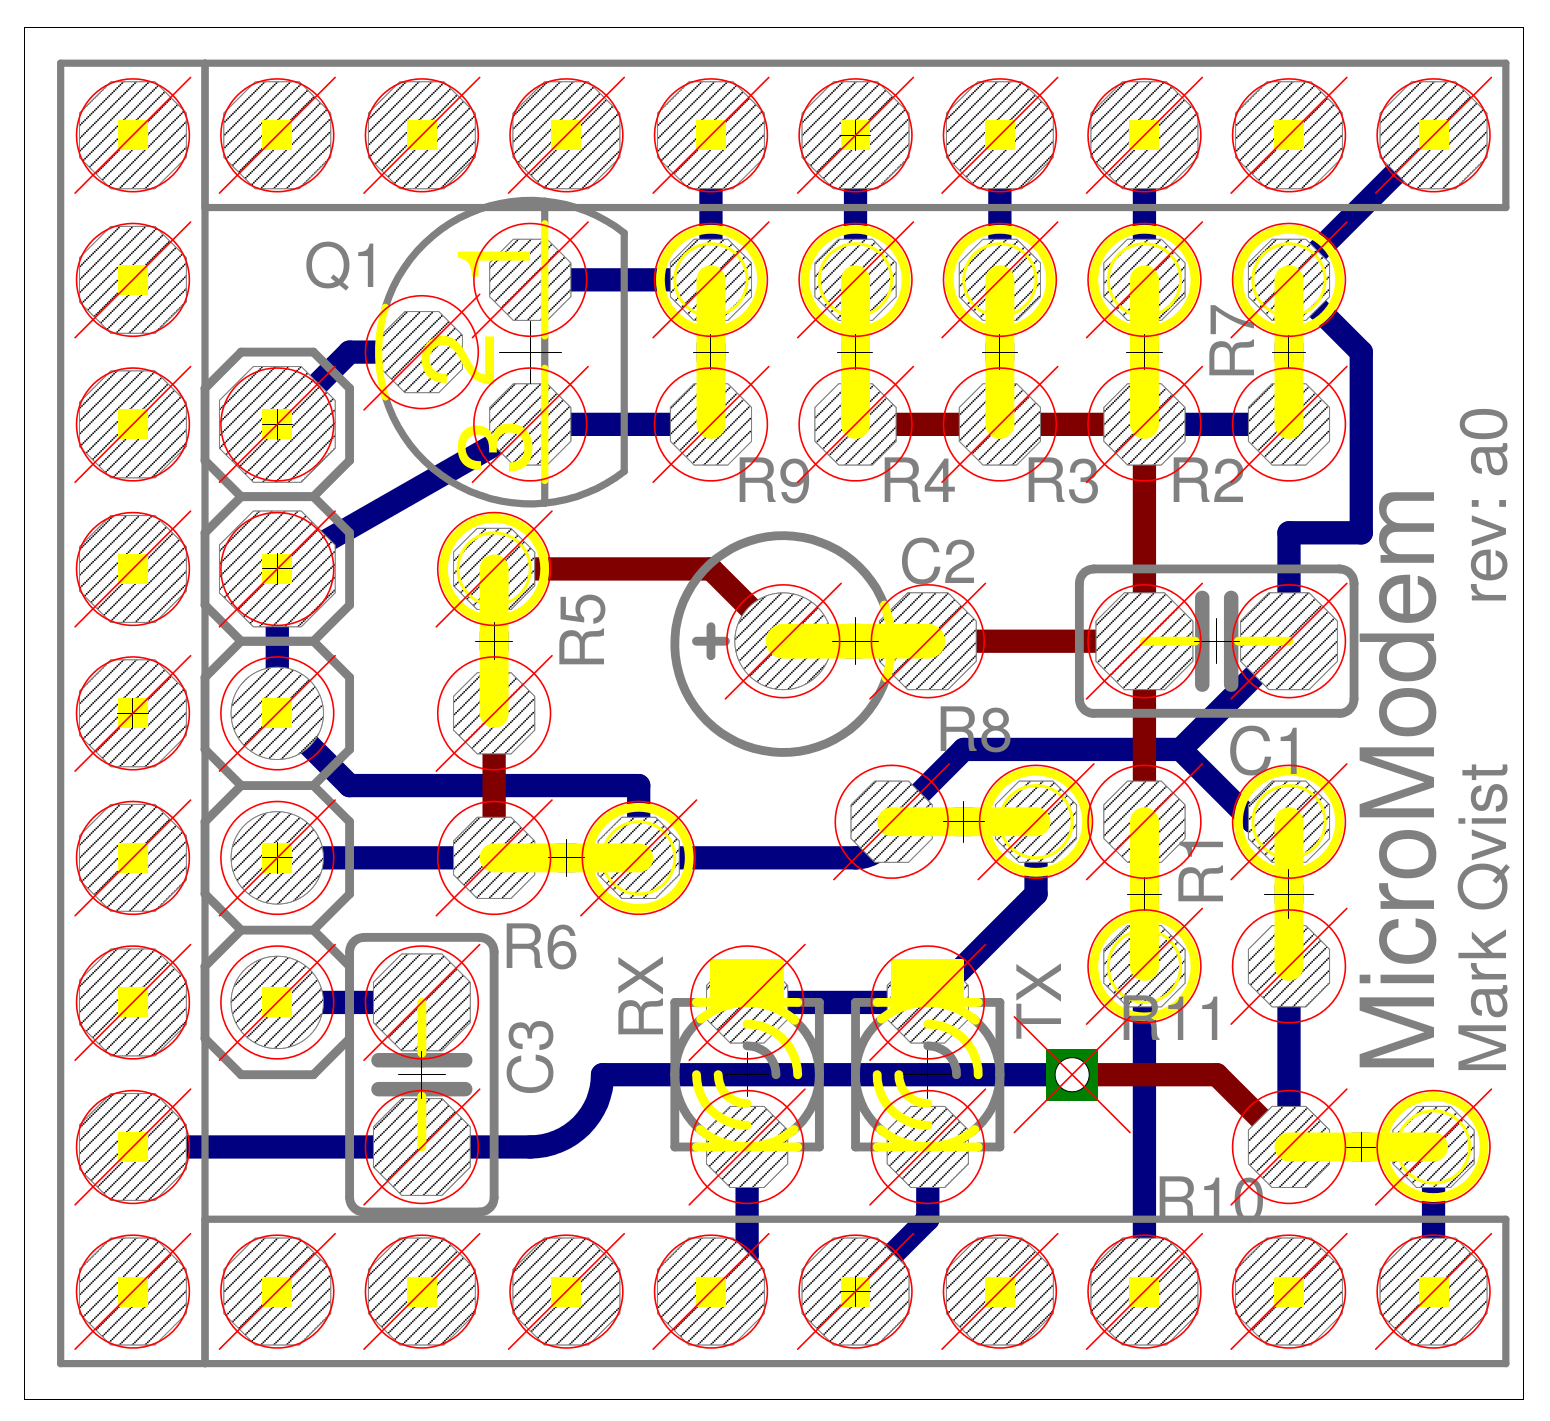 Q1
1
2
3
R7
R9
R4
R3
R2
rev: a0
R5
+
C2
R8
C1
MicroModem
Mark Qvist
R1
R6
RX
TX
R11
C3
R10